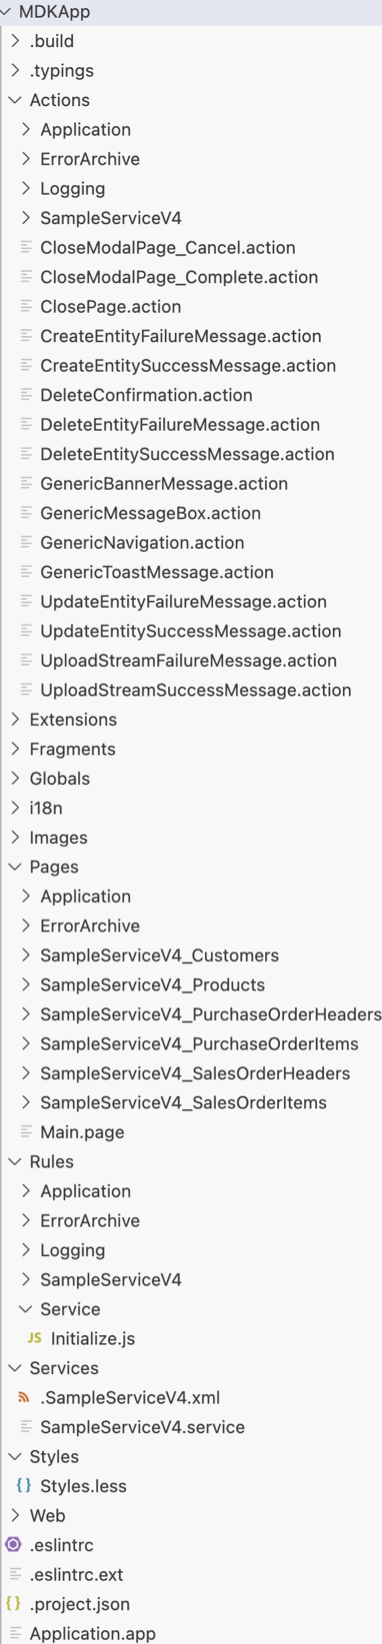 MDKApp
.build
.typings
Actions
Application
ErrorArchive
Logging
SampleServiceV4
CloseModalPage_Cancel.action
CloseModalPage_Complete.action
ClosePage.action
CreateEntityFailureMessage.action
CreateEntitySuccessMessage.action
DeleteConfirmation.action
DeleteEntityFailureMessage.action
DeleteEntitySuccessMessage.action
GenericBannerMessage.action
GenericMessageBox.action
GenericNavigation.action
GenericToastMessage.action
UpdateEntityFailureMessage.action
UpdateEntitySuccessMessage.action
UploadStreamFailureMessage.action
UploadStreamSuccessMessage.action
Extensions
Fragments
Globals
i18n
Images
Pages
Application
ErrorArchive
SampleServiceV4_Customers
SampleServiceV4_Products
SampleServiceV4_PurchaseOrderHeaders
SampleServiceV4_PurchaseOrderItems
SampleServiceV4_SalesOrderHeaders
SampleServiceV4_SalesOrderItems
Main.page
Rules
Application
ErrorArchive
Logging
SampleServiceV4
Service
JS Initialize.js
Services
.SampleServiceV4.xml
SampleServiceV4.service
Styles
{} Styles.less
Web
.eslintrc
.eslintrc.ext
{} .project.json
Application.app